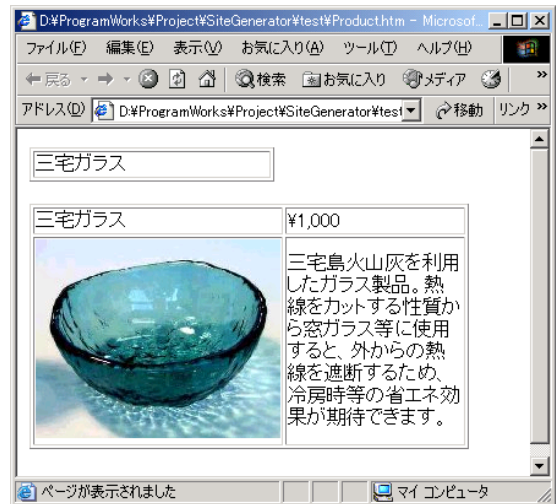 D:¥ProgramWorks¥Project¥SiteGenerator¥test¥Product.htm - Microsof...
ファイル(F) 編集(E) 表示(V) お気に入り(A) ツール(T) ヘルプ(H)
戻る 検索 お気に入り メディア »
アドレス(D) D:¥ProgramWorks¥Project¥SiteGenerator¥test 移動 リンク »
三宅ガラス
三宅ガラス ¥1,000
三宅島火山灰を利用
したガラス製品。熱
線をカットする性質か
ら窓ガラス等に使用
すると、外からの熱
線を遮断するため、
冷房時等の省エネ効
果が期待できます。
ページが表示されました マイ コンピュータ